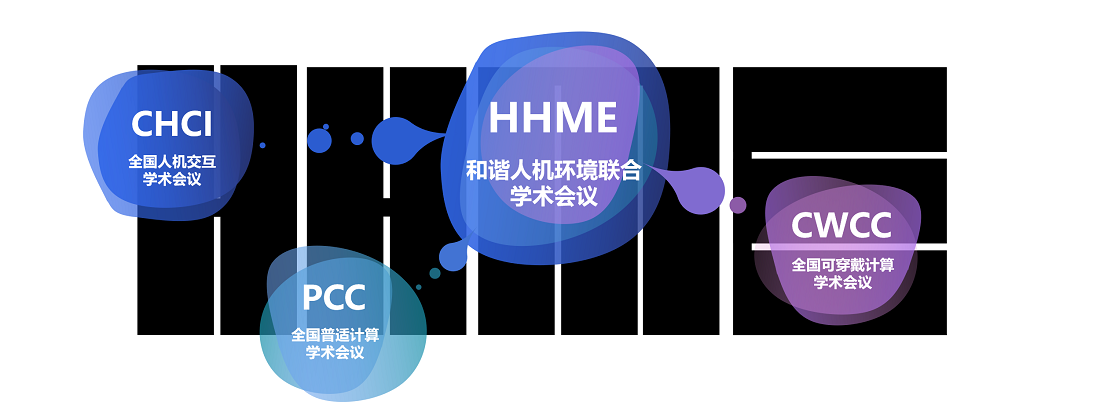 CHCI
全国人机交互
学术会议
HHME
和谐人机环境联合
学术会议
CWCC
全国可穿戴计算
学术会议
PCC
全国普适计算
学术会议